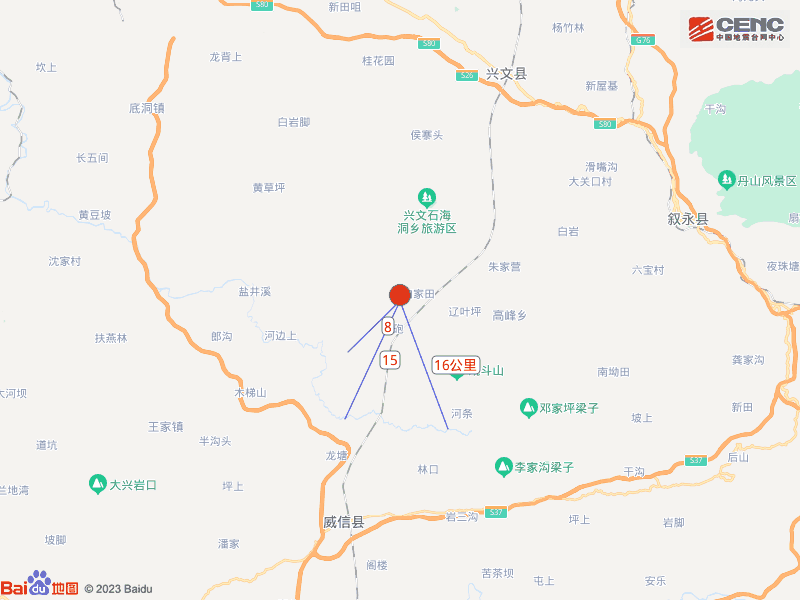 S80
新田咀
杨竹林
CENC
中国地震台网中心
S80
G76
龙背上
桂花园
坎上
S26
兴文县
新屋基
底洞镇
干沟
白岩脚
侯寨头
S80
长五间
滑嘴沟
大关口村
丹山风景区
黄草坪
兴文石海
洞乡旅游区
黄豆坡
叙永县
白岩
沈家村
朱家营
六宝村
夜珠塘
盐井溪
家田
辽叶坪
高峰乡
扶燕林
郎沟
河边上
8
15
16公里
斗山
龚家沟
南坳田
大河坝
木梯山
邓家坪梁子
新田
河条
坡上
王家镇
半沟头
道坑
龙塘
林口
李家沟梁子
干沟
S37
后山
大兴岩口
兰地湾
坪上
威信县
岩二沟
S37
坪上
岩脚
坡脚
潘家
阁楼
苦茶坝
屯上
安乐
Bai du 地图
© 2023 Baidu